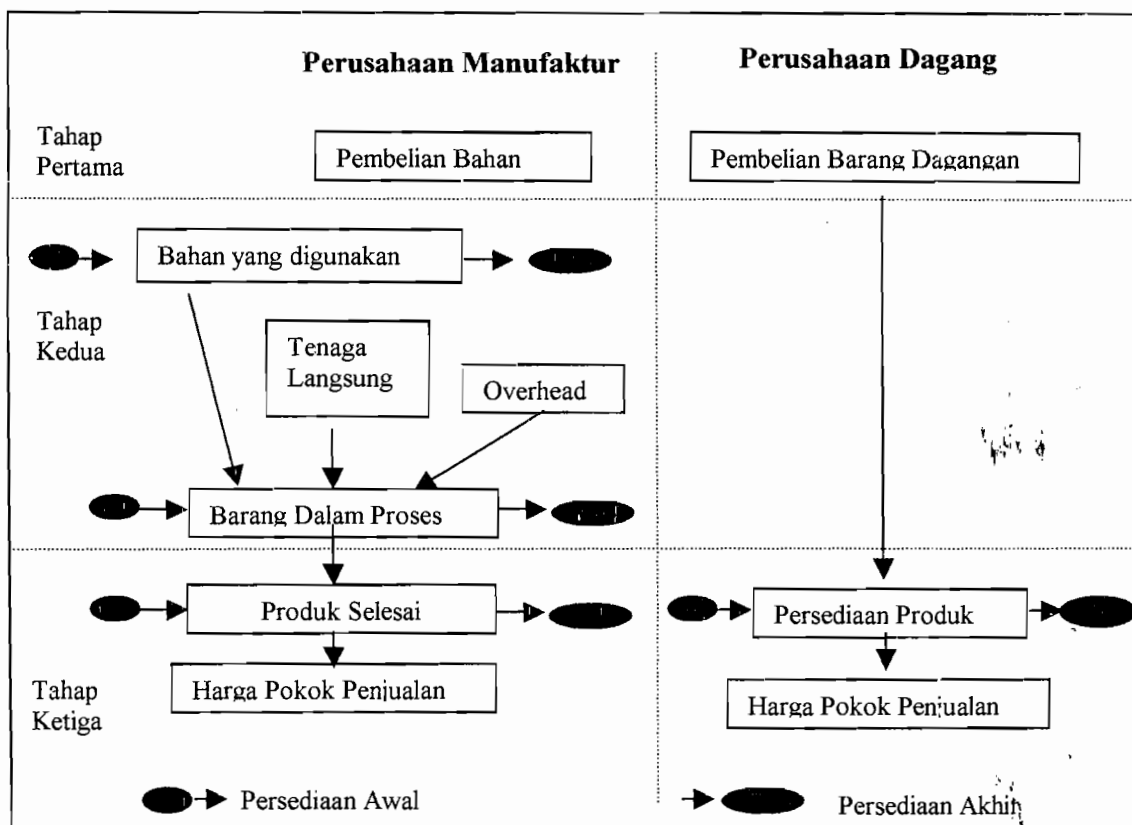 Perusahaan Manufaktur
Perusahaan Dagang
Tahap
Pertama
Pembelian Bahan
Pembelian Barang Dagangan
Bahan yang digunakan
Tahap
Kedua
Tenaga
Langsung
Overhead
Barang Dalam Proses
Produk Selesai
Persediaan Produk
Tahap
Ketiga
Harga Pokok Penjualan
Harga Pokok Penjualan
Persediaan Awal
Persediaan Akhir